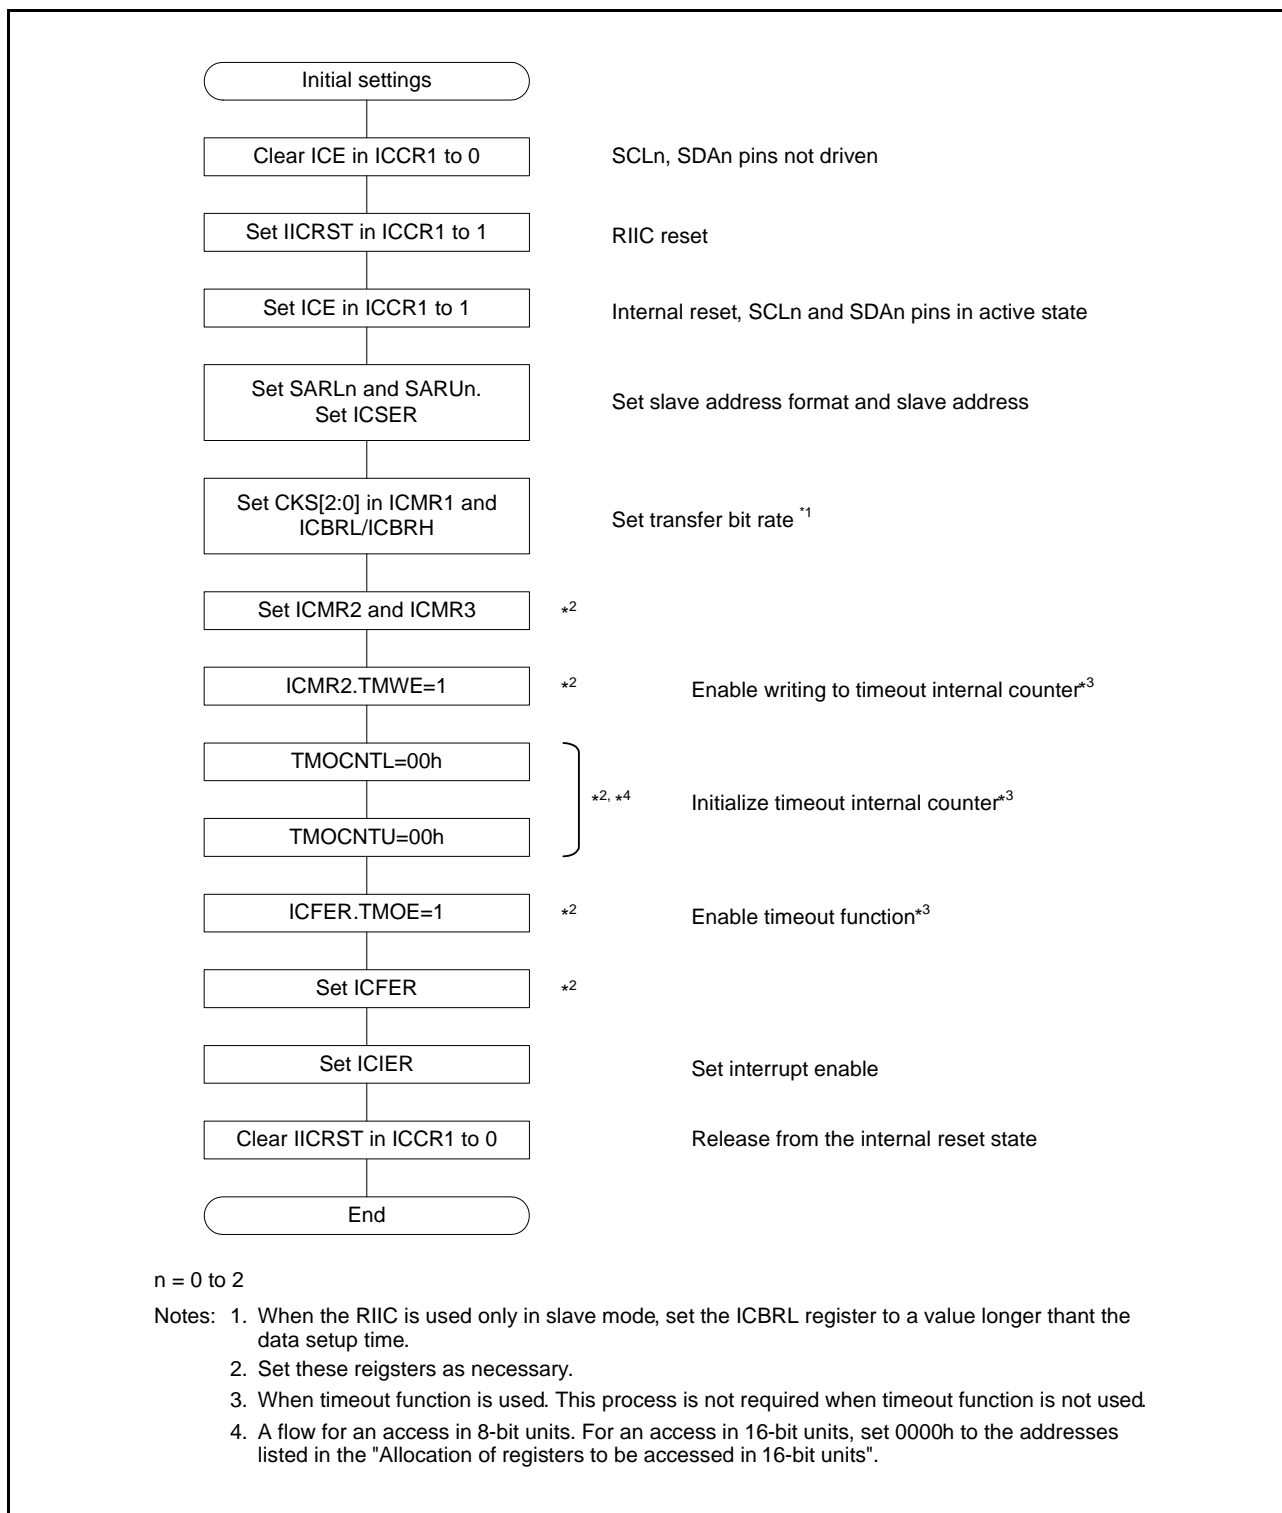 Initial settings
Clear ICE in ICCR1 to 0
SCLn, SDAn pins not driven
Set IICRST in ICCR1 to 1
RIIC reset
Set ICE in ICCR1 to 1
Internal reset, SCLn and SDAn pins in active state
Set SARLn and SARUn.
Set ICSER
Set slave address format and slave address
Set CKS[2:0] in ICMR1 and
ICBRL/ICBRH
Set transfer bit rate *1
Set ICMR2 and ICMR3
*2
ICMR2.TMWE=1
*2
Enable writing to timeout internal counter*3
TMOCNTL=00h
*2, *4
Initialize timeout internal counter*3
TMOCNTU=00h
ICFER.TMOE=1
*2
Enable timeout function*3
Set ICFER
*2
Set ICIER
Set interrupt enable
Clear IICRST in ICCR1 to 0
Release from the internal reset state
End
n = 0 to 2
Notes: 1. When the RIIC is used only in slave mode, set the ICBRL register to a value longer thant the
data setup time.
2. Set these reigsters as necessary.
3. When timeout function is used. This process is not required when timeout function is not used.
4. A flow for an access in 8-bit units. For an access in 16-bit units, set 0000h to the addresses
listed in the "Allocation of registers to be accessed in 16-bit units".